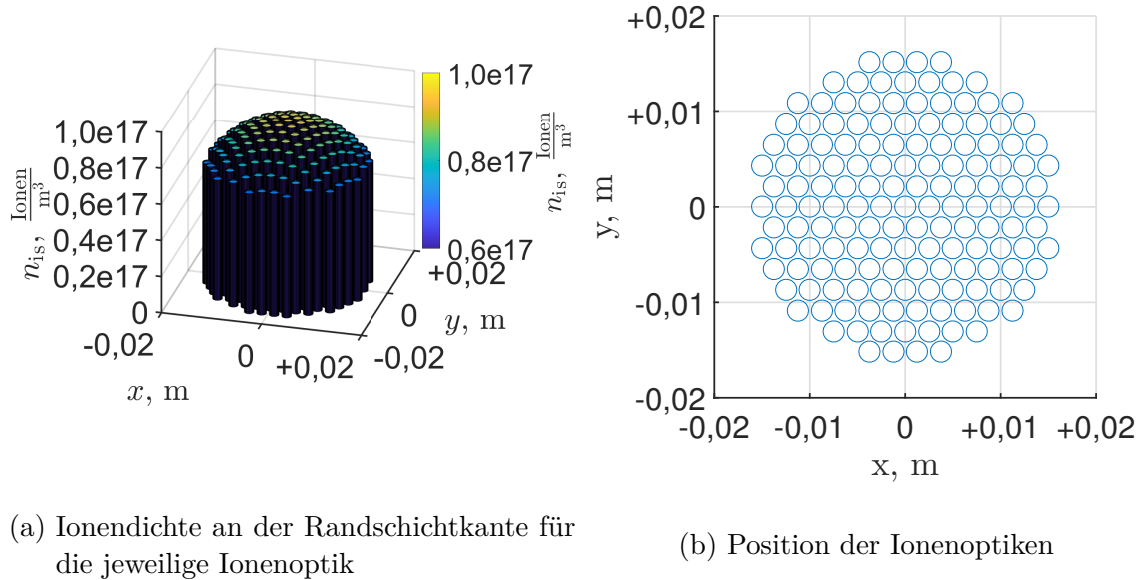 1,0e17
0,8e17
0,6e17
0,4e17
0,2e17
0
n_is, Ionen/m³
-0,02
0
+0,02
x, m
-0,02
0
+0,02
y, m
1,0e17
0,8e17
0,6e17
n_is, Ionen/m³
(a) Ionendichte an der Randschichtkante für
die jeweilige Ionenoptik
+0,02
+0,01
0
-0,01
-0,02
y, m
-0,02 -0,01 0 +0,01 +0,02
x, m
(b) Position der Ionenoptiken